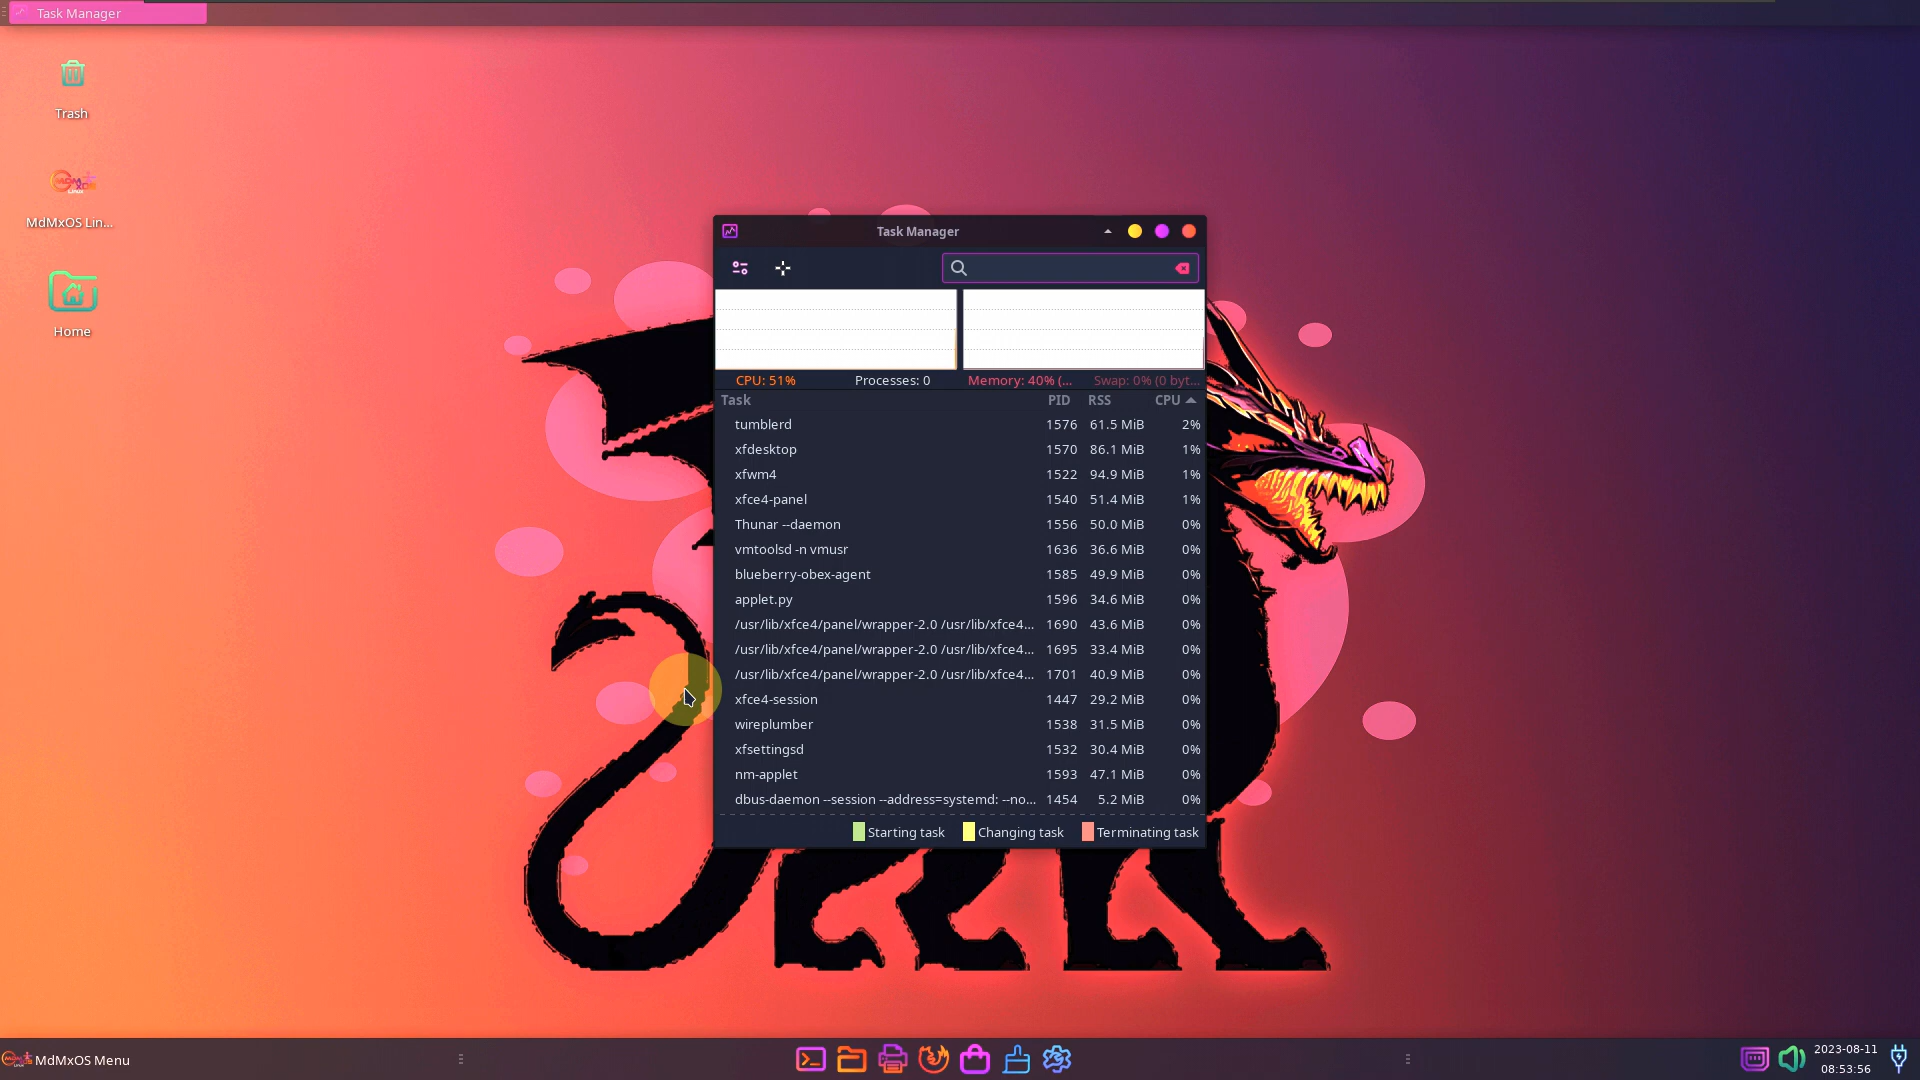 Task Manager
Trash
MdMxOS Lin...
Home
Task Manager
CPU: 51% Processes: 0 Memory: 40% (... Swap: 0% (0 byt...
Task PID RSS CPU
tumblerd 1576 61.5 MiB 2%
xfdesktop 1570 86.1 MiB 1%
xfwm4 1522 94.9 MiB 1%
xfce4-panel 1540 51.4 MiB 1%
Thunar --daemon 1556 50.0 MiB 0%
vmtoolsd -n vmusr 1636 36.6 MiB 0%
blueberry-obex-agent 1585 49.9 MiB 0%
applet.py 1596 34.6 MiB 0%
/usr/lib/xfce4/panel/wrapper-2.0 /usr/lib/xfce4... 1690 43.6 MiB 0%
/usr/lib/xfce4/panel/wrapper-2.0 /usr/lib/xfce4... 1695 33.4 MiB 0%
/usr/lib/xfce4/panel/wrapper-2.0 /usr/lib/xfce4... 1701 40.9 MiB 0%
xfce4-session 1447 29.2 MiB 0%
wireplumber 1538 31.5 MiB 0%
xfsettingsd 1532 30.4 MiB 0%
nm-applet 1593 47.1 MiB 0%
dbus-daemon --session --address=systemd: --no... 1454 5.2 MiB 0%
Starting task Changing task Terminating task
MdMxOS Menu
2023-08-11
08:53:56